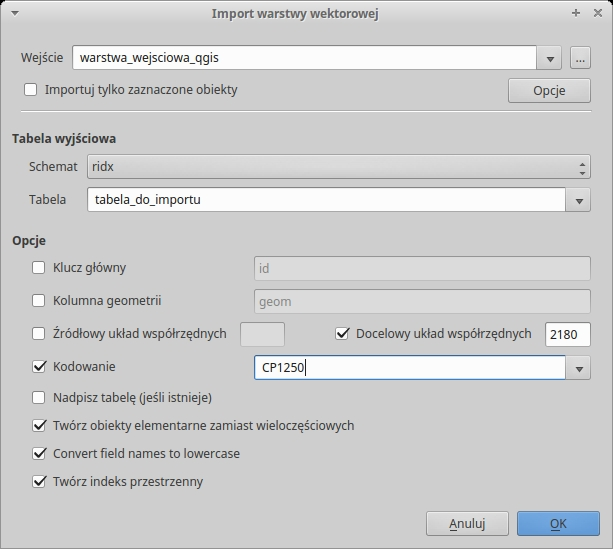 Import warstwy wektorowej
Wejście warstwa_wejsciowa_qgis ...
Importuj tylko zaznaczone obiekty Opcje
Tabela wyjściowa
Schemat ridx
Tabela tabela_do_importu
Opcje
Klucz główny id
Kolumna geometrii geom
Źródłowy układ współrzędnych Docelowy układ współrzędnych 2180
Kodowanie CP1250
Nadpisz tabelę (jeśli istnieje)
Twórz obiekty elementarne zamiast wieloczęściowych
Convert field names to lowercase
Twórz indeks przestrzenny
Anuluj OK